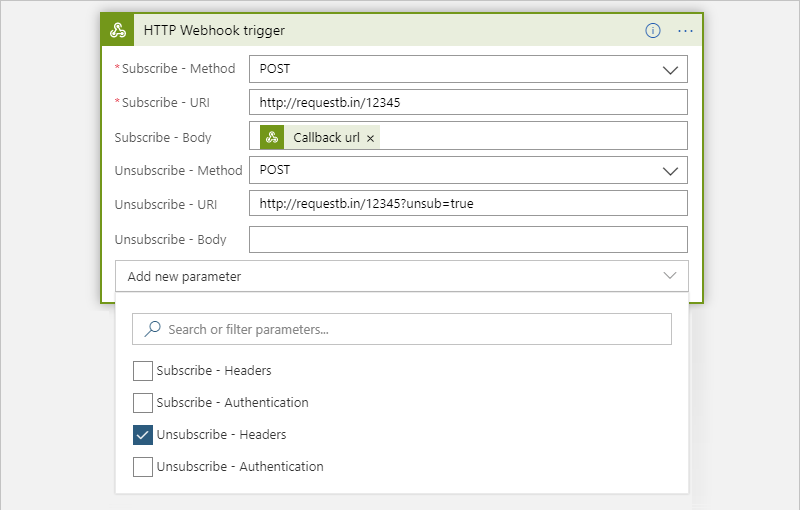 HTTP Webhook trigger
*Subscribe - Method POST
*Subscribe - URI http://requestb.in/12345
Subscribe - Body Callback url ×
Unsubscribe - Method POST
Unsubscribe - URI http://requestb.in/12345?unsub=true
Unsubscribe - Body
Add new parameter
Search or filter parameters...
Subscribe - Headers
Subscribe - Authentication
Unsubscribe - Headers
Unsubscribe - Authentication